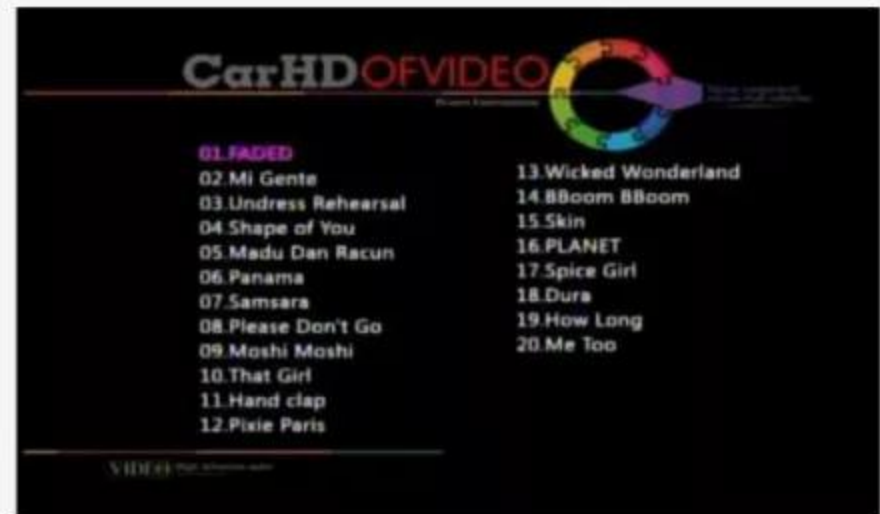 CarHDOFVIDEO
01.FADED
02.Mi Gente
03.Undress Rehearsal
04.Shape of You
05.Madu Dan Racun
06.Panama
07.Samsara
08.Please Don't Go
09.Moshi Moshi
10.That Girl
11.Hand clap
12.Pixie Paris
13.Wicked Wonderland
14.BBoom BBoom
15.Skin
16.PLANET
17.Spice Girl
18.Dura
19.How Long
20.Me Too
VIDEO